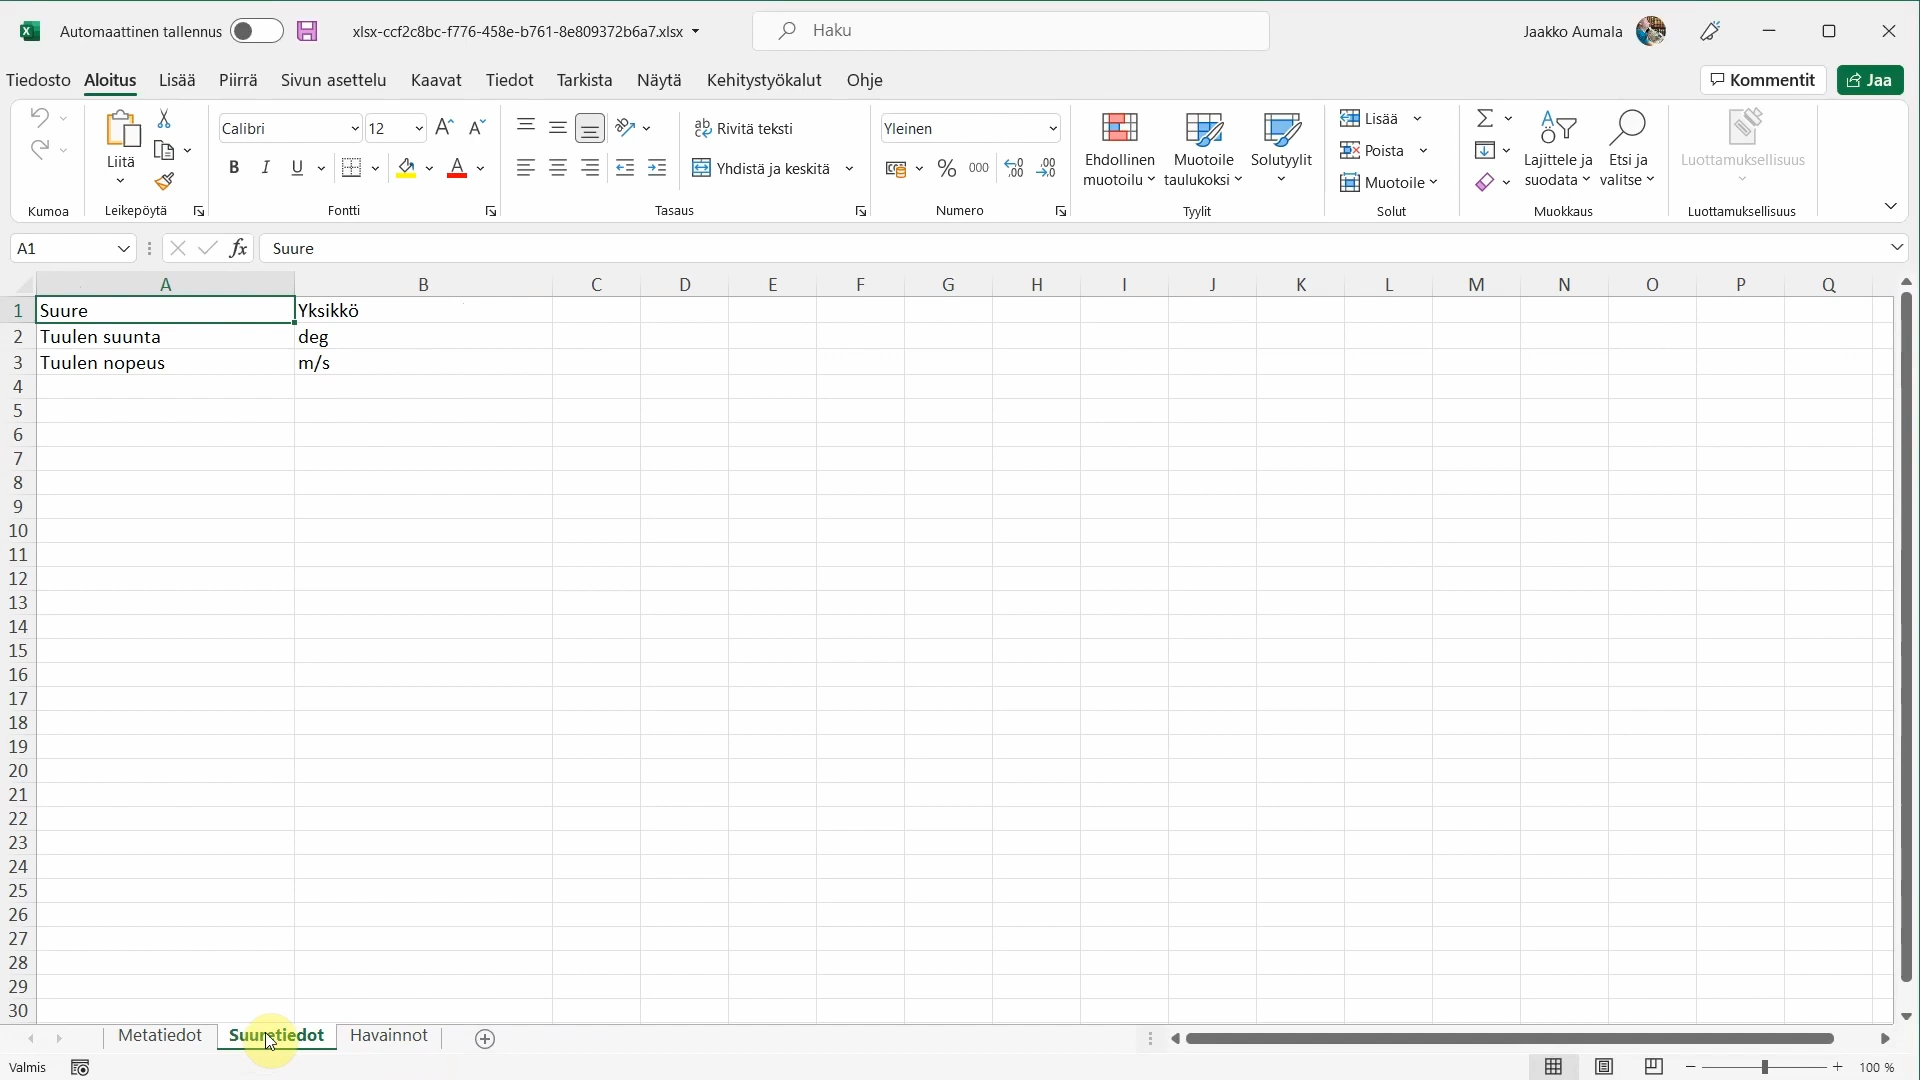 Automaattinen tallennus xlsx-ccf2c8bc-f776-458e-b761-8e809372b6a7.xlsx Haku Jaakko Aumala
Tiedosto Aloitus Lisää Piirrä Sivun asettelu Kaavat Tiedot Tarkista Näytä Kehitystyökalut Ohje Kommentit Jaa
Liitä
Calibri 12
B I U A
Rivitä teksti
Yhdistä ja keskitä
Yleinen
% 000
Ehdollinen muotoilu
Muotoile taulukoksi
Solutyylit
Lisää
Poista
Muotoile
Lajittele ja suodata
Etsi ja valitse
Luottamuksellisuus
Kumoa Leikepöytä Fontti Tasaus Numero Tyylit Solut Muokkaus Luottamuksellisuus
A1 fx Suure
A B C D E F G H I J K L M N O P Q
1 Suure Yksikkö
2 Tuulen suunta deg
3 Tuulen nopeus m/s
4
5
6
7
8
9
10
11
12
13
14
15
16
17
18
19
20
21
22
23
24
25
26
27
28
29
30
Metatiedot Suuretiedot Havainnot
Valmis 100 %